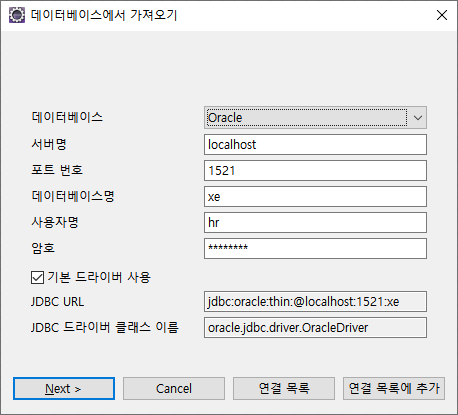 데이터베이스에서 가져오기
데이터베이스 Oracle
서버명 localhost
포트 번호 1521
데이터베이스명 xe
사용자명 hr
암호 ********
기본 드라이버 사용
JDBC URL jdbc:oracle:thin:@localhost:1521:xe
JDBC 드라이버 클래스 이름 oracle.jdbc.driver.OracleDriver
Next > Cancel 연결 목록 연결 목록에 추가